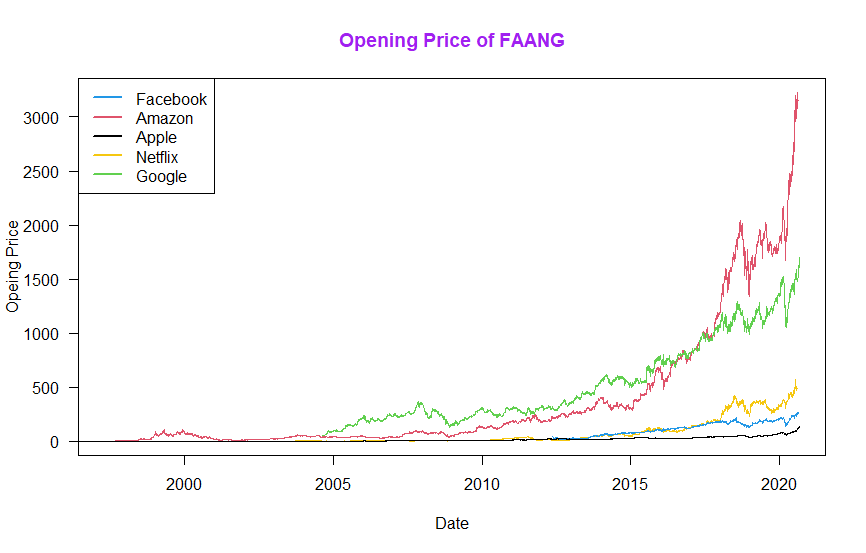 Opening Price of FAANG
Facebook
Amazon
Apple
Netflix
Google
3000
2500
2000
1500
1000
500
0
Opeing Price
2000
2005
2010
2015
2020
Date